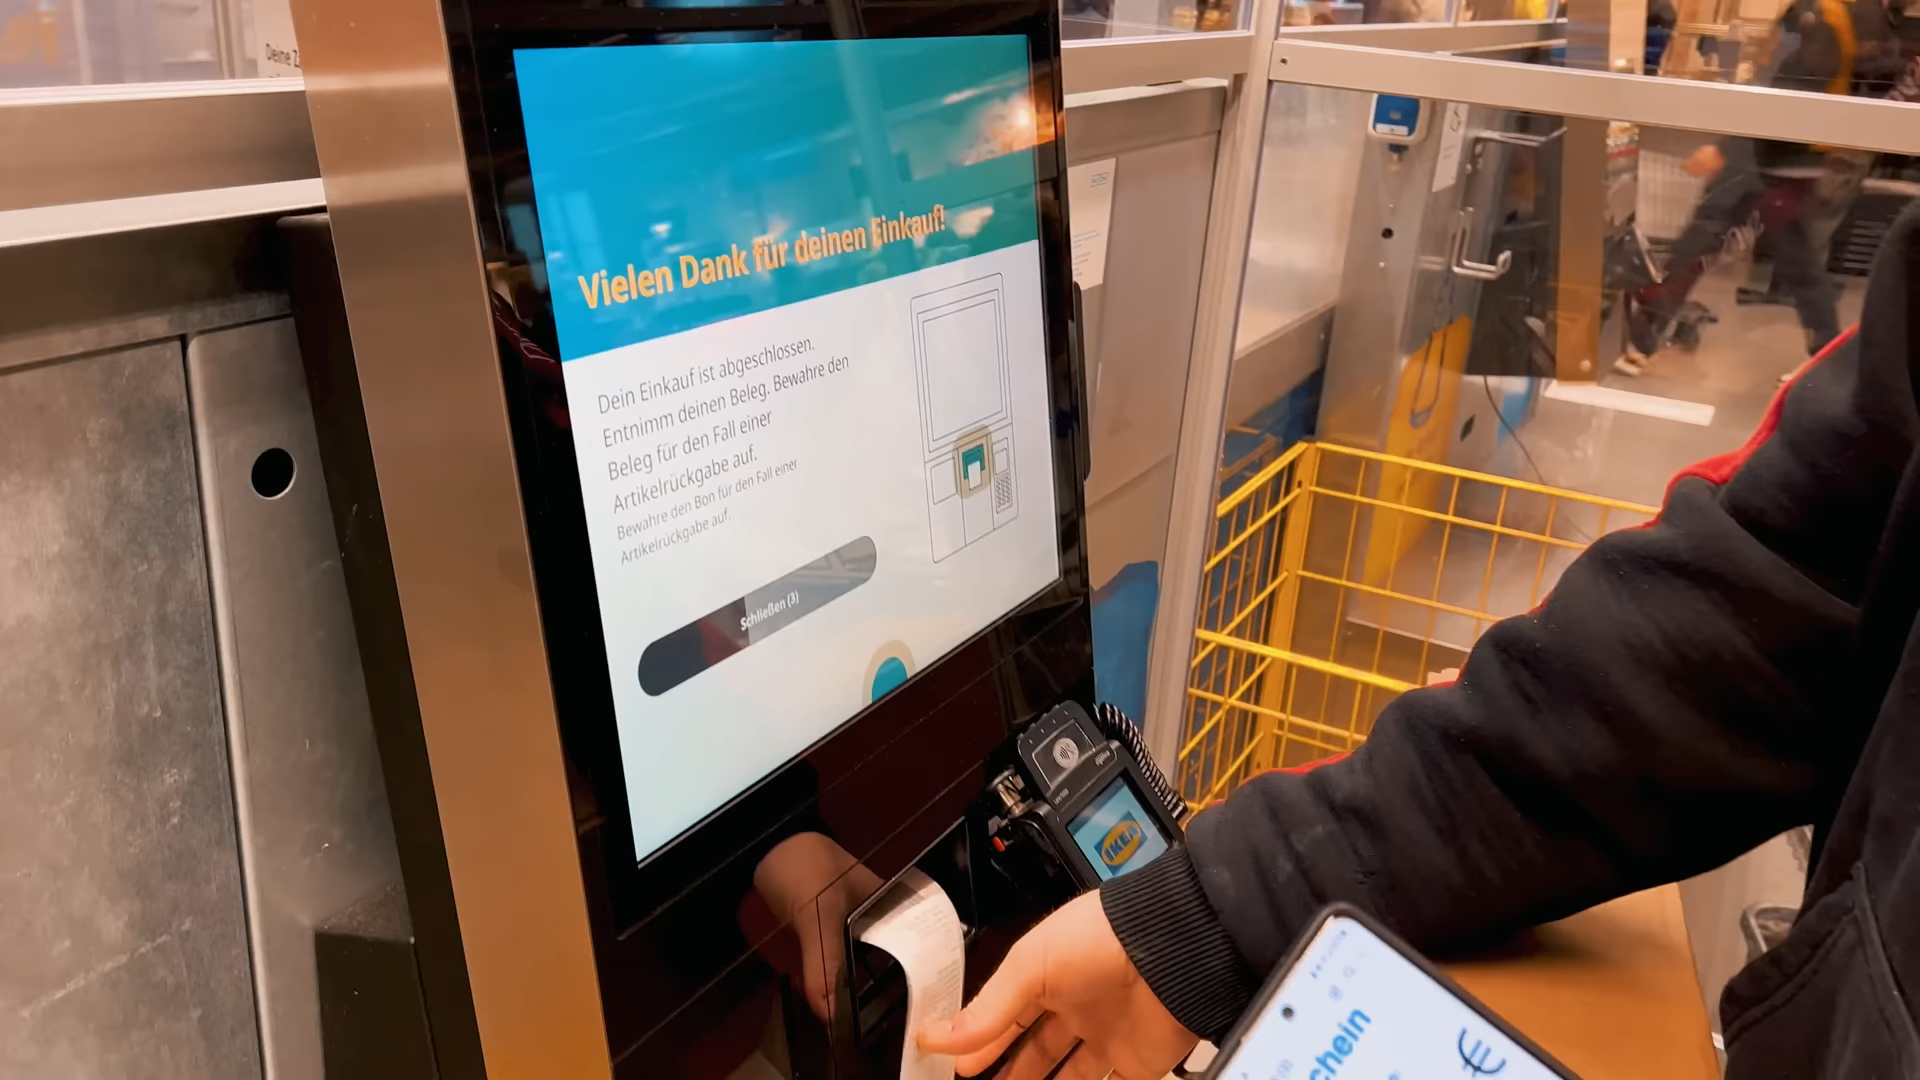 Deine Z
Vielen Dank für deinen Einkauf!
Dein Einkauf ist abgeschlossen.
Entnimm deinen Beleg. Bewahre den
Beleg für den Fall einer
Artikelrückgabe auf.
Bewahre den Bon für den Fall einer
Artikelrückgabe auf.
Schließen (3)
IKEA
chein
€